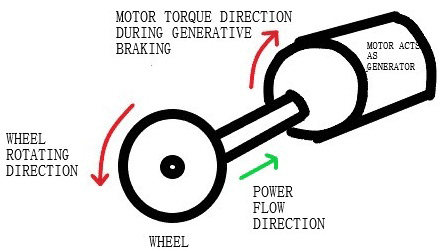 MOTOR TORQUE DIRECTION
DURING GENERATIVE
BRAKING
MOTOR ACTS
AS
GENERATOR
WHEEL
ROTATING
DIRECTION
POWER
FLOW
DIRECTION
WHEEL